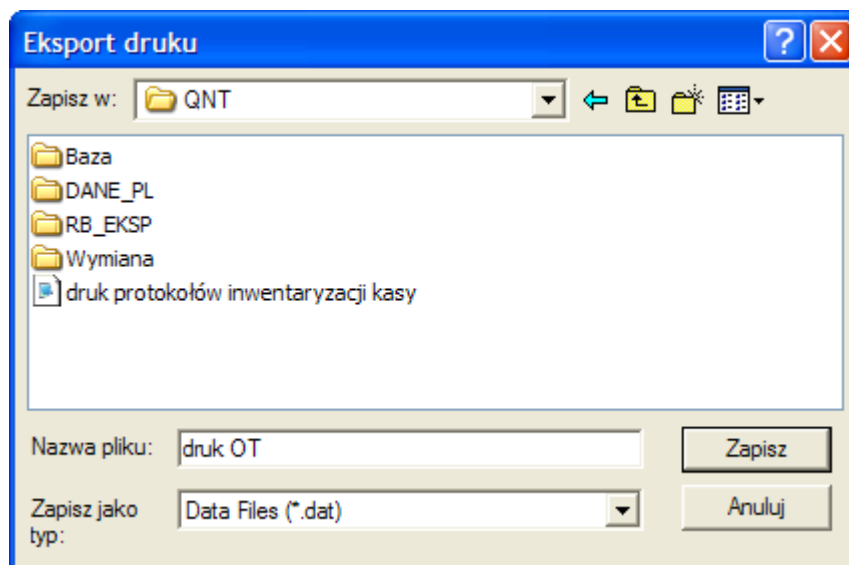 Eksport druku
Zapisz w: QNT
Baza
DANE_PL
RB_EKSP
Wymiana
druk protokołów inwentaryzacji kasy
Nazwa pliku: druk OT Zapisz
Zapisz jako typ: Data Files (*.dat) Anuluj